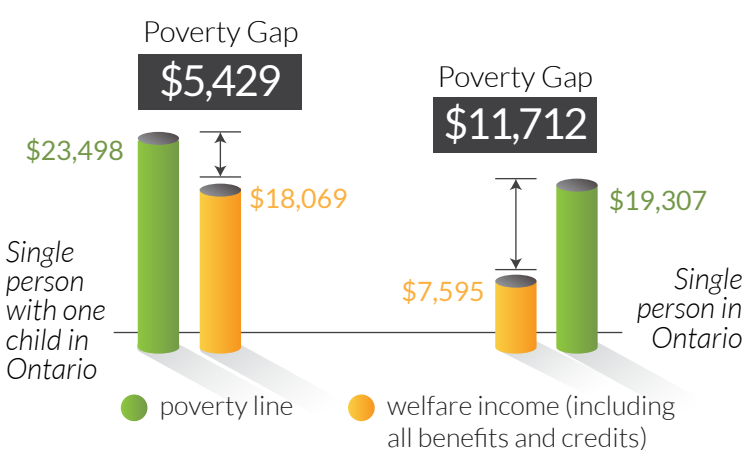 Poverty Gap
$5,429
$23,498
$18,069
Single
person
with one
child in
Ontario
Poverty Gap
$11,712
$7,595
$19,307
Single
person in
Ontario
poverty line
welfare income (including
all benefits and credits)